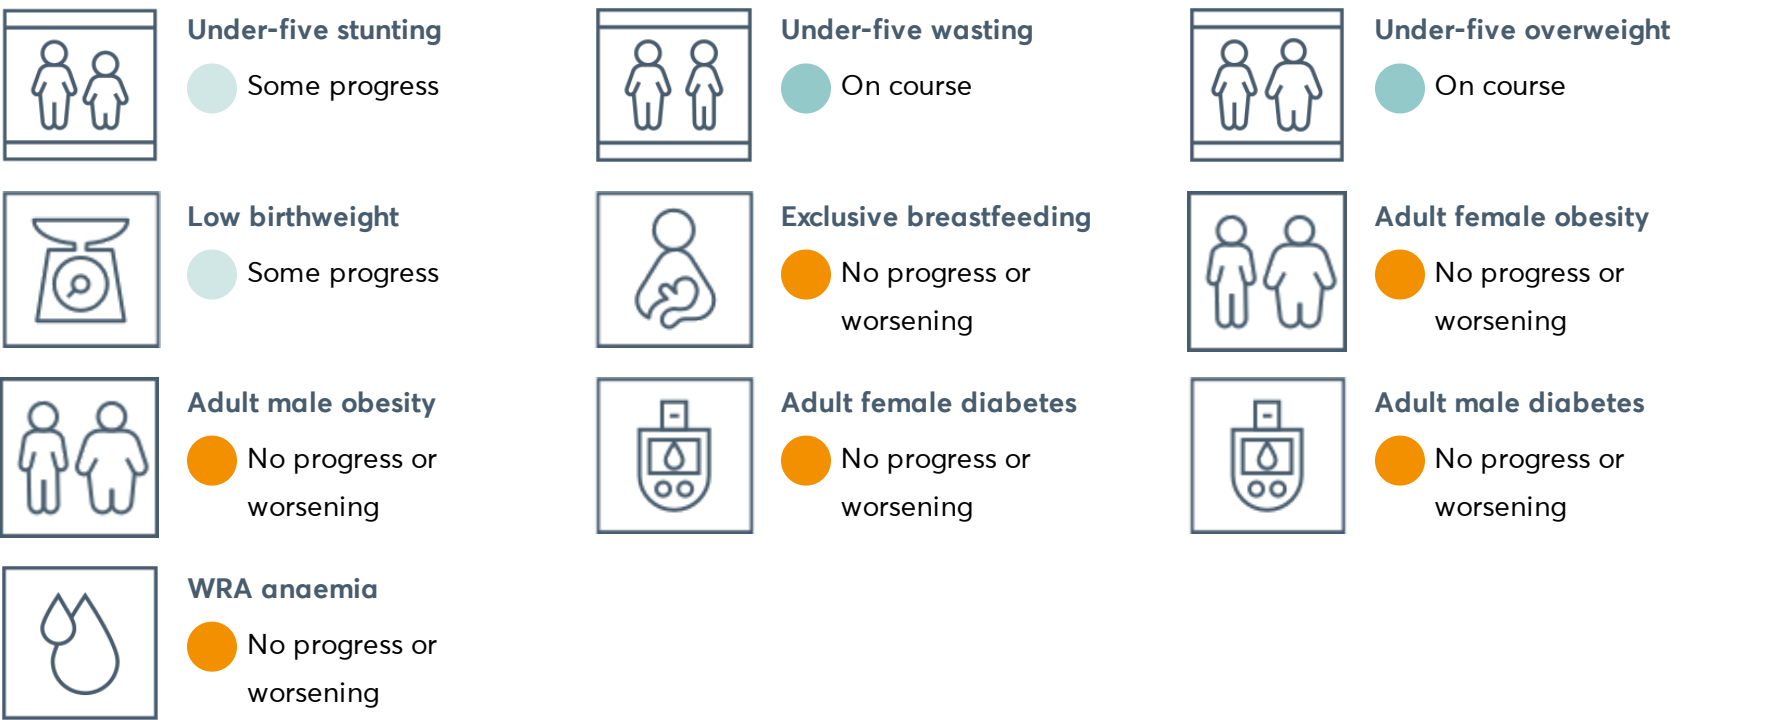 Under-five stunting
Some progress
Under-five wasting
On course
Under-five overweight
On course
Low birthweight
Some progress
Exclusive breastfeeding
No progress or
worsening
Adult female obesity
No progress or
worsening
Adult male obesity
No progress or
worsening
Adult female diabetes
No progress or
worsening
Adult male diabetes
No progress or
worsening
WRA anaemia
No progress or
worsening